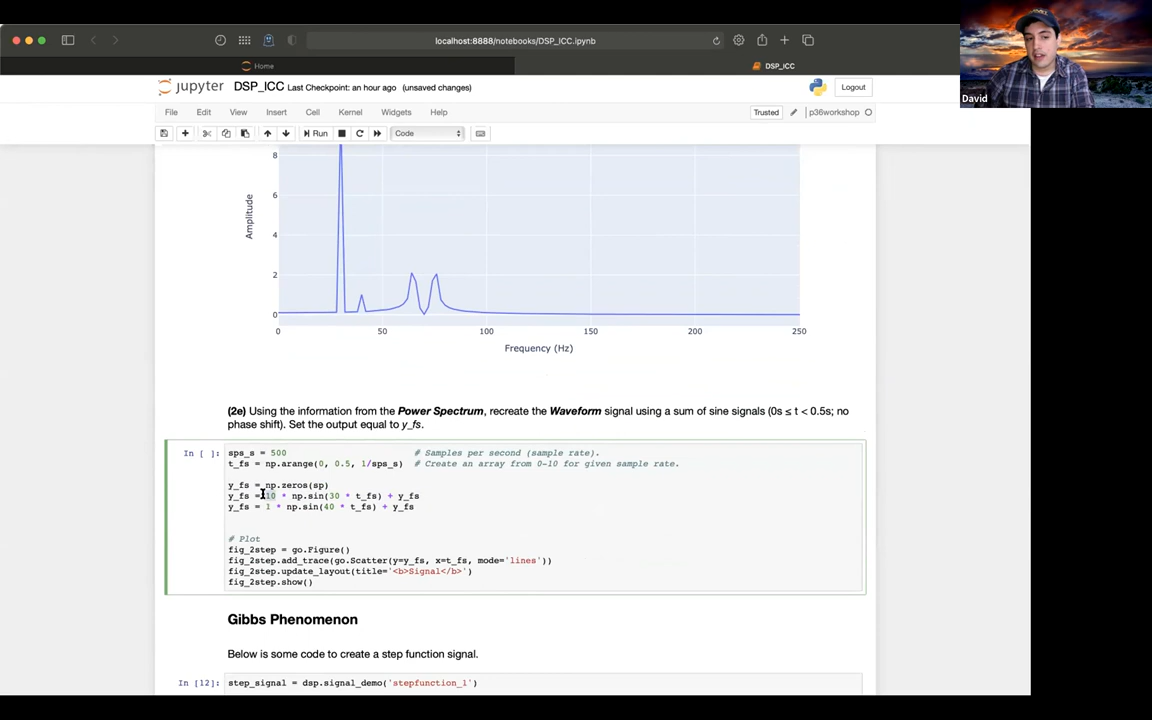 localhost:8888/notebooks/DSP_ICC.ipynb
Home
DSP_ICC
David
jupyter DSP_ICC Last Checkpoint: an hour ago (unsaved changes)
Logout
File Edit View Insert Cell Kernel Widgets Help
Trusted
p36workshop
Run
Code
8
6
4
2
0
Amplitude
0 50 100 150 200 250
Frequency (Hz)
(2e) Using the information from the Power Spectrum, recreate the Waveform signal using a sum of sine signals (0s ≤ t < 0.5s; no
phase shift). Set the output equal to y_fs.
In [ ]:
sps_s = 500 # Samples per second (sample rate).
t_fs = np.arange(0, 0.5, 1/sps_s) # Create an array from 0-10 for given sample rate.
y_fs = np.zeros(sp)
y_fs = 10 * np.sin(30 * t_fs) + y_fs
y_fs = 1 * np.sin(40 * t_fs) + y_fs
# Plot
fig_2step = go.Figure()
fig_2step.add_trace(go.Scatter(y=y_fs, x=t_fs, mode='lines'))
fig_2step.update_layout(title='<b>Signal</b>')
fig_2step.show()
Gibbs Phenomenon
Below is some code to create a step function signal.
In [12]: step_signal = dsp.signal_demo('stepfunction_1')